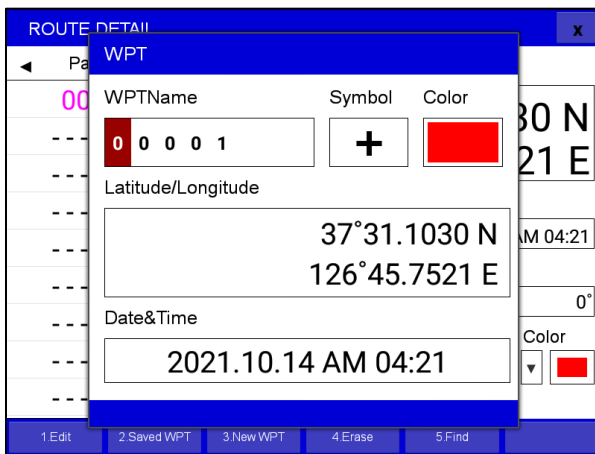 ROUTE DETAIL
x
◄ Pa
WPT
00
WPTName Symbol Color
0 0 0 0 1 +
30 N
21 E
Latitude/Longitude
37°31.1030 N
126°45.7521 E
AM 04:21
Date&Time
0°
Color
2021.10.14 AM 04:21
▼
- - -
- - -
- - -
- - -
- - -
- - -
- - -
- - -
1.Edit 2.Saved WPT 3.New WPT 4.Erase 5.Find